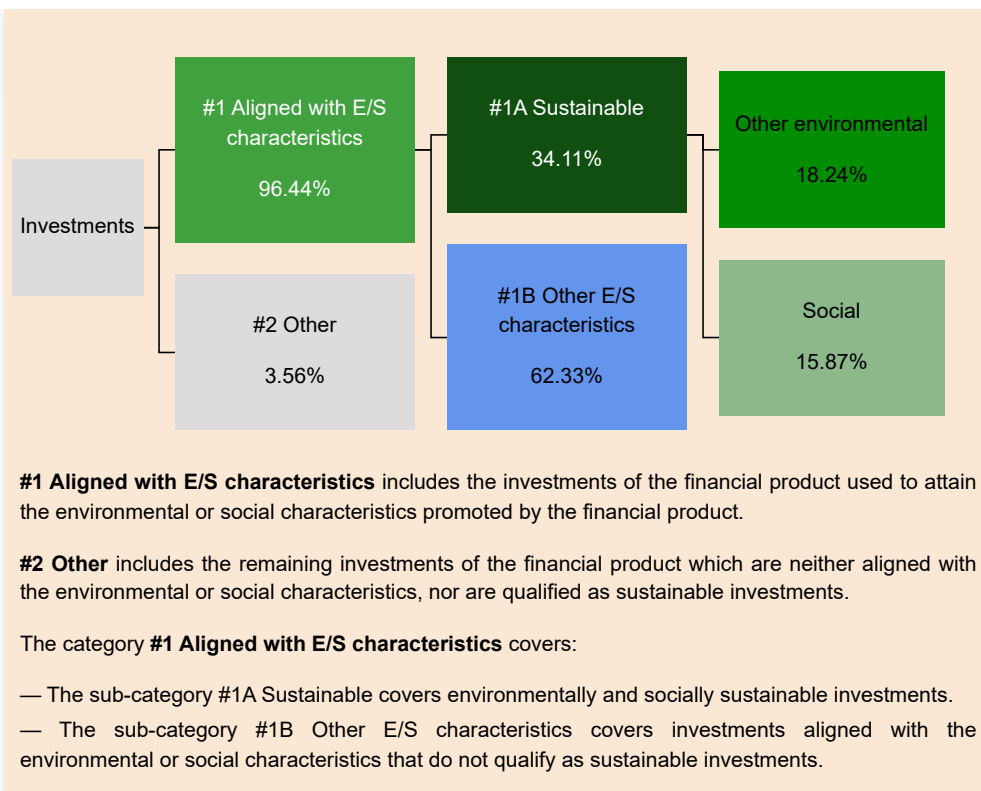 Investments
#1 Aligned with E/S
characteristics
96.44%
#2 Other
3.56%
#1A Sustainable
34.11%
#1B Other E/S
characteristics
62.33%
Other environmental
18.24%
Social
15.87%
#1 Aligned with E/S characteristics includes the investments of the financial product used to attain
the environmental or social characteristics promoted by the financial product.
#2 Other includes the remaining investments of the financial product which are neither aligned with
the environmental or social characteristics, nor are qualified as sustainable investments.
The category #1 Aligned with E/S characteristics covers:
— The sub-category #1A Sustainable covers environmentally and socially sustainable investments.
— The sub-category #1B Other E/S characteristics covers investments aligned with the
environmental or social characteristics that do not qualify as sustainable investments.